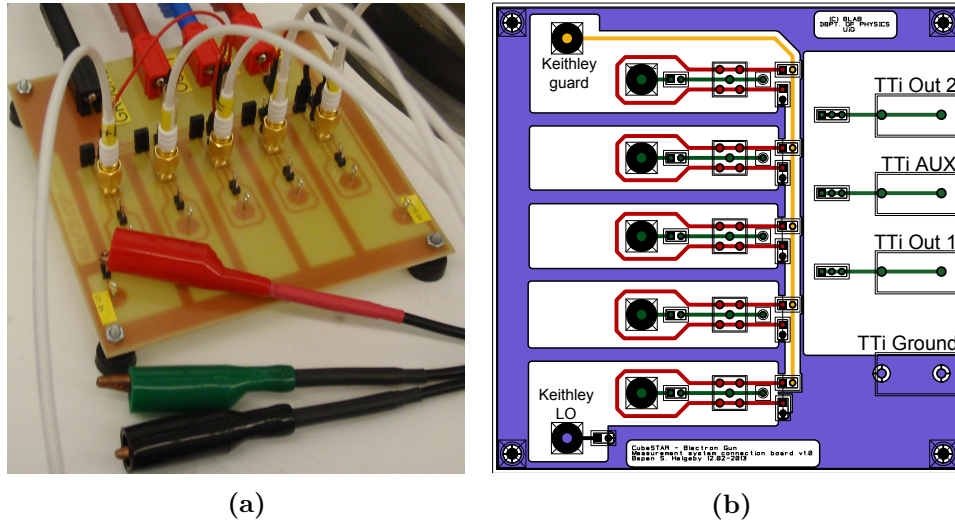 (C) BLAB
DEPT. OF PHYSICS
UiO
Keithley
guard
TTi Out 2
TTi AUX
TTi Out 1
TTi Ground
Keithley
LO
CubeSTAR - Electron Gun
Measurement system connection board v1.0
Espen S. Helgeby 12.02-2013
(a)
(b)